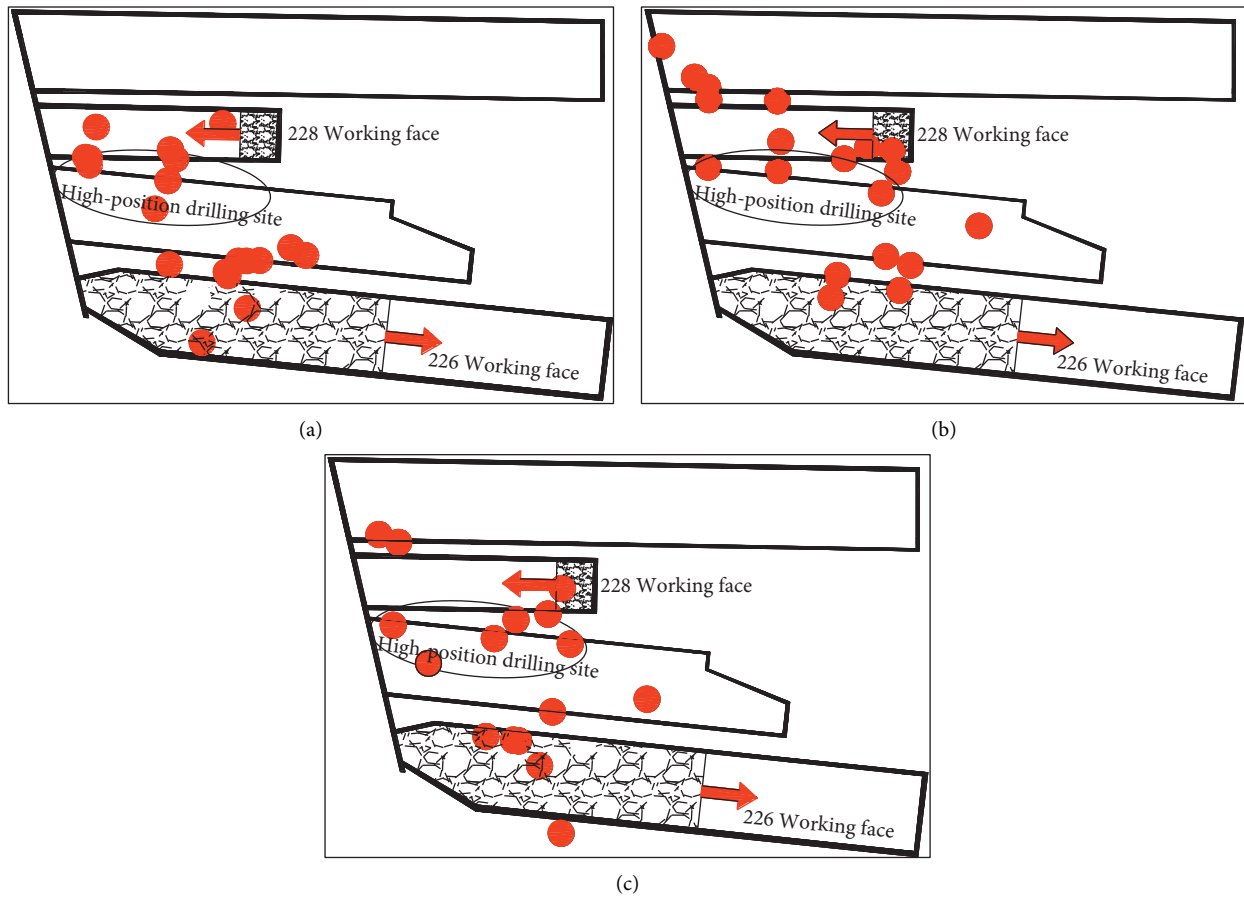 228 Working face
High-position drilling site
226 Working face
(a)
228 Working face
High-position drilling site
226 Working face
(b)
228 Working face
High-position drilling site
226 Working face
(c)